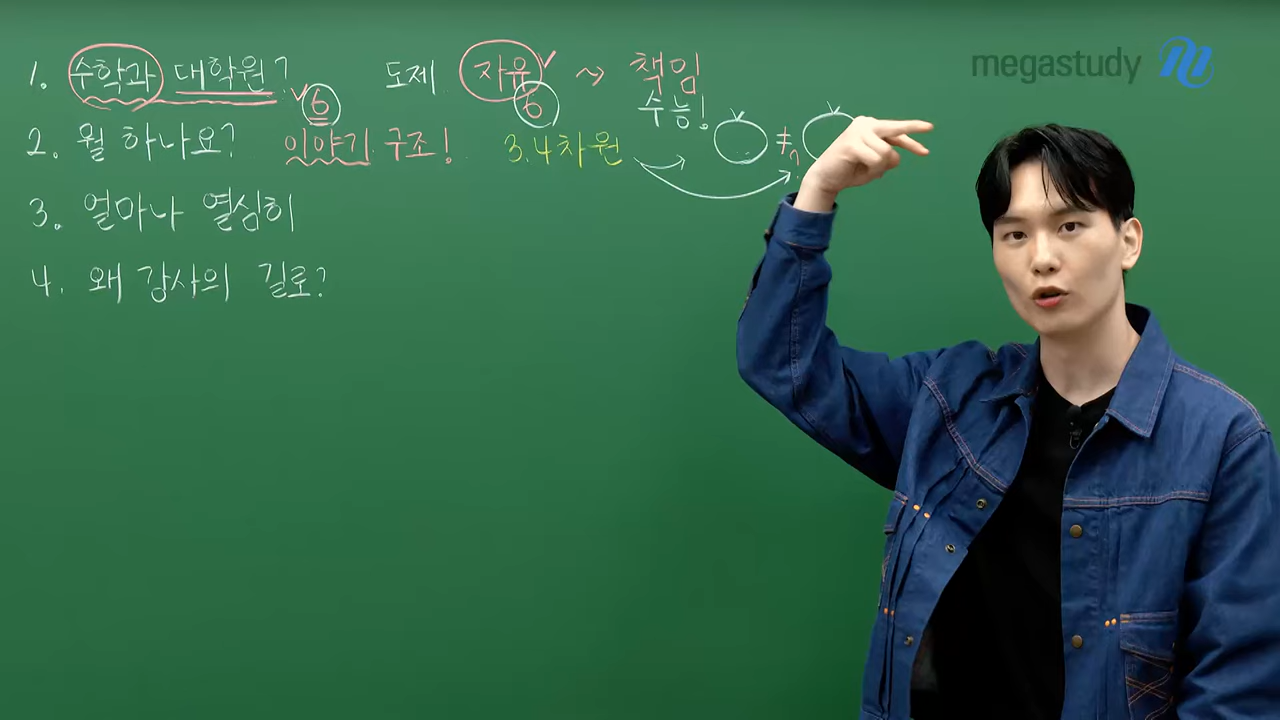 1. 수학과 대학원? 도제 자유 ~> 책임
6 6 수능!
2. 뭘 하나요? 이야기 구조! 3.4차원 ≠ ?
3. 얼마나 열심히
4. 왜 강사의 길로?
megastudy